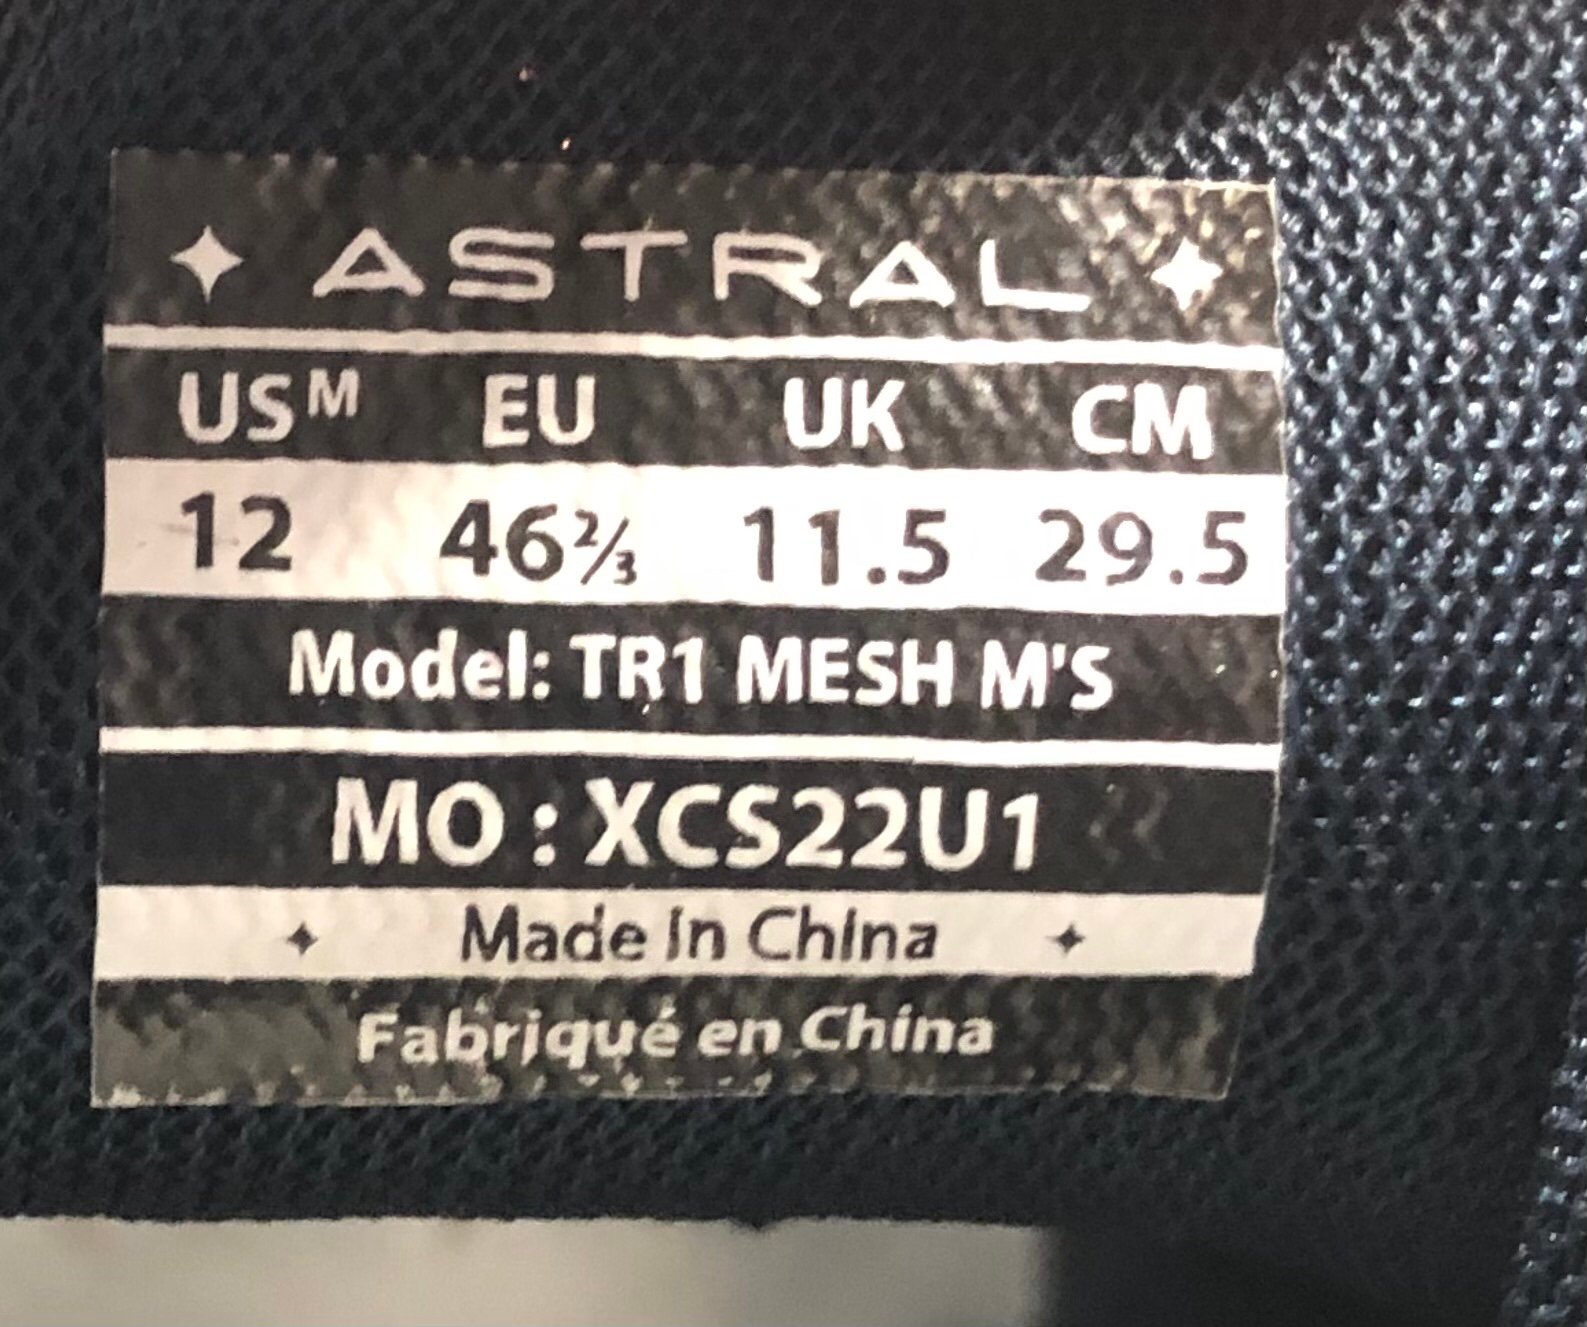 ASTRAL
USᴹ EU UK CM
12 46⅔ 11.5 29.5
Model: TR1 MESH M'S
MO : XCS22U1
Made in China
Fabriqué en China